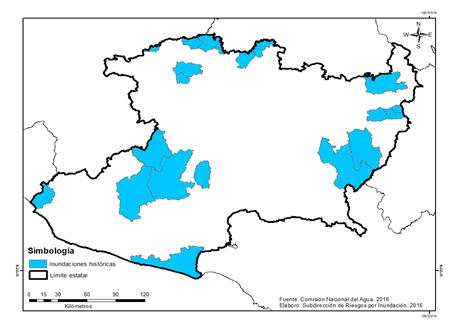 N
W E
S
Simbología
inundaciones históricas
Límite estatal
0 15 30 60 90 120
Kilómetros
Fuente: Comisión Nacional del Agua, 2016
Elaboró: Subdirección de Riesgos por Inundación, 2016